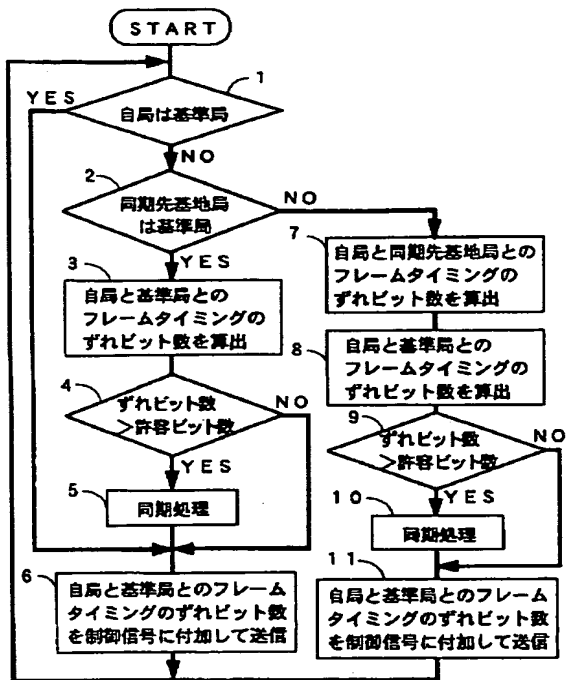 START
1
YES
自局は基準局
NO
2
同期先基地局
は基準局
NO
YES
3
自局と基準局との
フレームタイミングの
ずれビット数を算出
4
ずれビット数
>許容ビット数
NO
YES
5
同期処理
6
自局と基準局とのフレーム
タイミングのずれビット数
を制御信号に付加して送信
7
自局と同期先基地局との
フレームタイミングの
ずれビット数を算出
8
自局と基準局との
フレームタイミングの
ずれビット数を算出
9
ずれビット数
>許容ビット数
NO
YES
10
同期処理
11
自局と基準局とのフレーム
タイミングのずれビット数
を制御信号に付加して送信